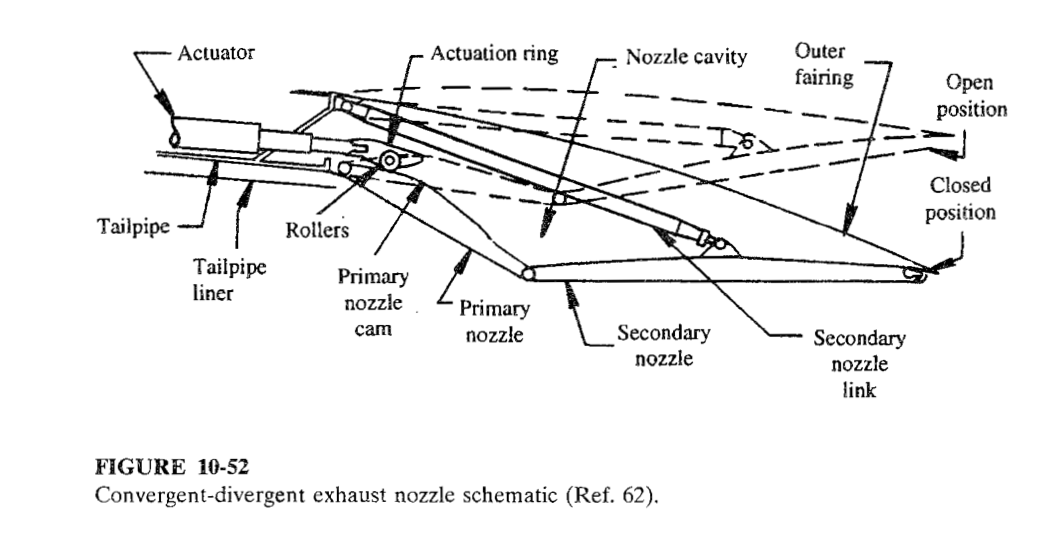 Actuator
Actuation ring
Nozzle cavity
Outer
fairing
Open
position
Closed
position
Tailpipe
Tailpipe
liner
Rollers
Primary
nozzle
cam
Primary
nozzle
Secondary
nozzle
Secondary
nozzle
link
FIGURE 10-52
Convergent-divergent exhaust nozzle schematic (Ref. 62).